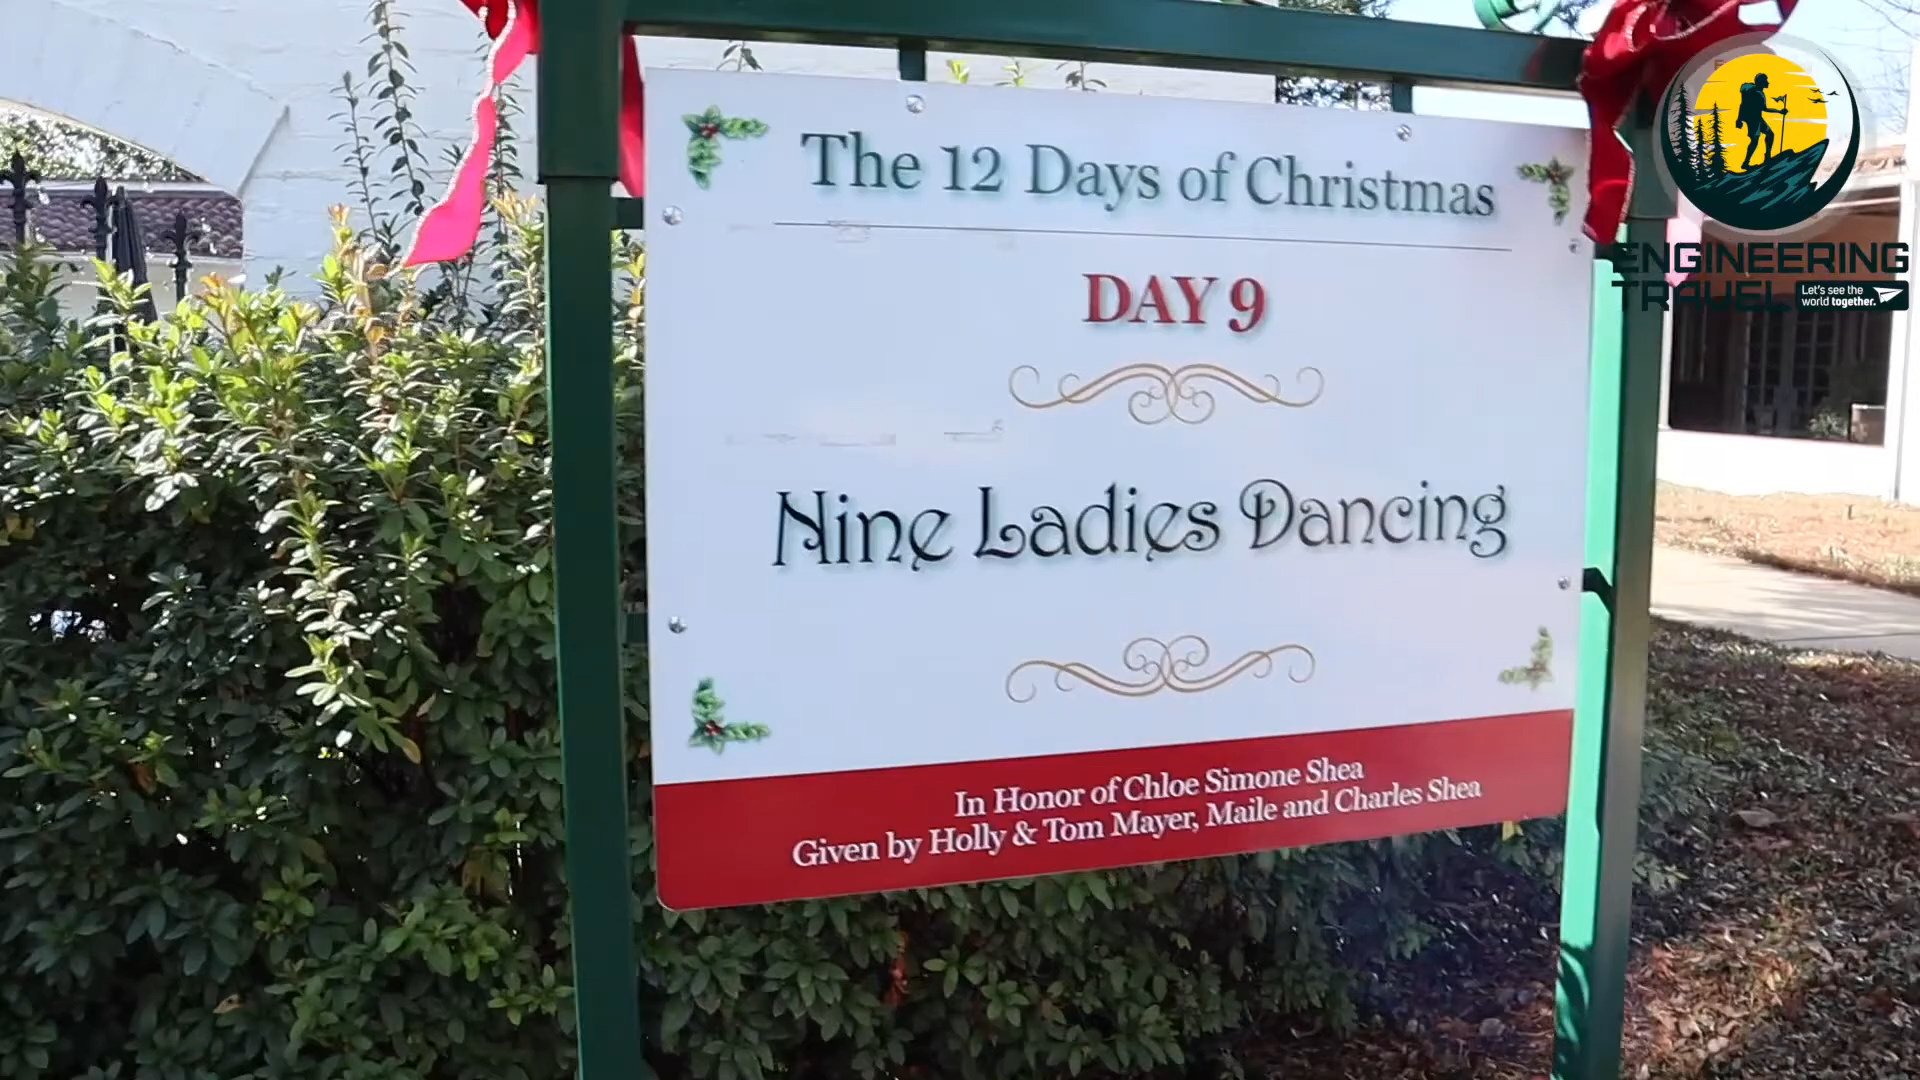 The 12 Days of Christmas
DAY 9
Nine Ladies Dancing
In Honor of Chloe Simone Shea
Given by Holly & Tom Mayer, Maile and Charles Shea
ENGINEERING
TRAVEL
Let's see the
world together.